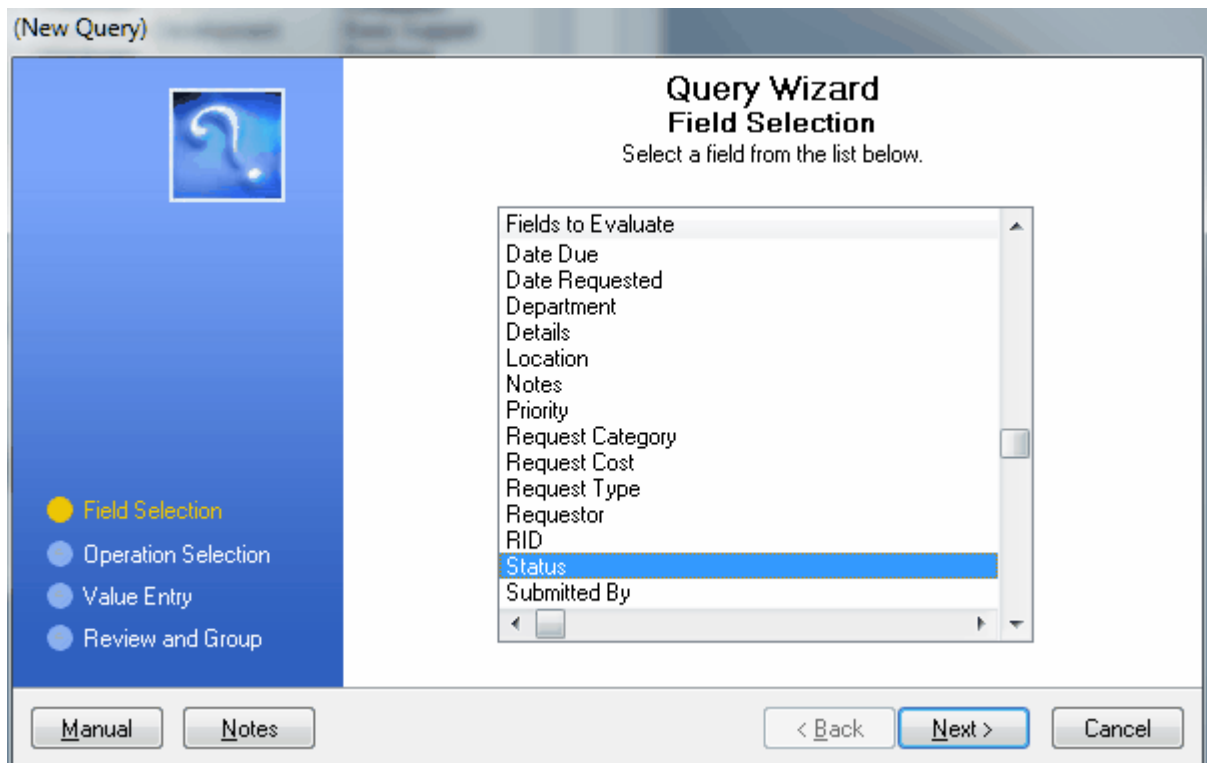 (New Query)
Query Wizard
Field Selection
Select a field from the list below.
Fields to Evaluate
Date Due
Date Requested
Department
Details
Location
Notes
Priority
Request Category
Request Cost
Request Type
Requestor
RID
Status
Submitted By
Field Selection
Operation Selection
Value Entry
Review and Group
Manual
Notes
< Back
Next >
Cancel